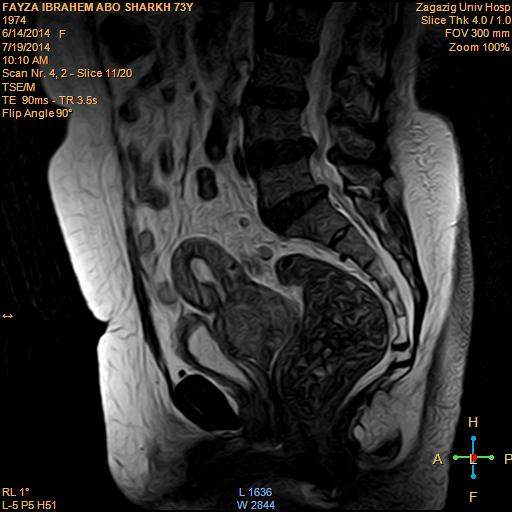 FAYZA IBRAHEM ABO SHARKH 73Y
1974
6/14/2014 F
7/19/2014
10:10 AM
Scan Nr. 4, 2 - Slice 11/20
TSE/M
TE 90ms - TR 3.5s
Flip Angle 90°
Zagazig Univ Hosp
Slice Thk 4.0 / 1.0
FOV 300 mm
Zoom 100%
H
A L P
F
RL 1°
L-5 P5 H51
L 1636
W 2844